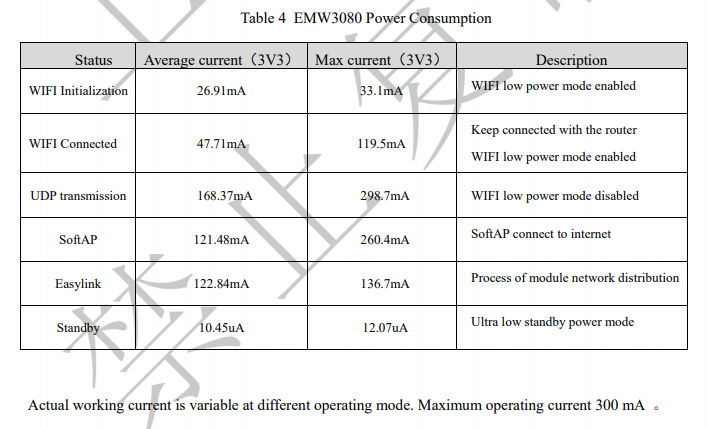 Table 4 EMW3080 Power Consumption
Status Average current（3V3） Max current（3V3） Description
WIFI Initialization 26.91mA 33.1mA WIFI low power mode enabled
WIFI Connected 47.71mA 119.5mA Keep connected with the router
WIFI low power mode enabled
UDP transmission 168.37mA 298.7mA WIFI low power mode disabled
SoftAP 121.48mA 260.4mA SoftAP connect to internet
Easylink 122.84mA 136.7mA Process of module network distribution
Standby 10.45uA 12.07uA Ultra low standby power mode
Actual working current is variable at different operating mode. Maximum operating current 300 mA 。
禁止复